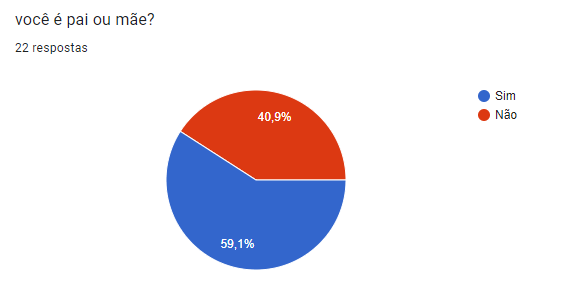 você é pai ou mãe?
22 respostas
Sim
Não
40,9%
59,1%